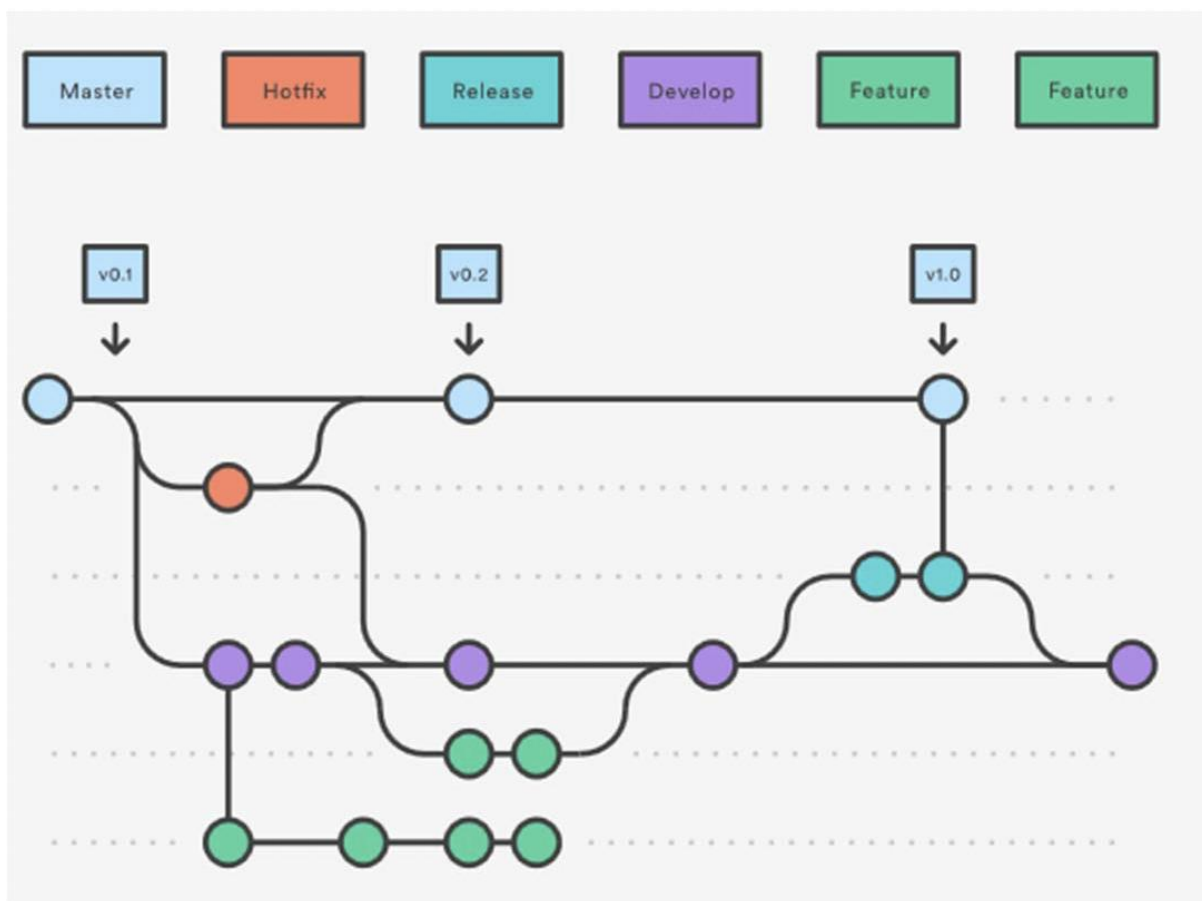 Master
Hotfix
Release
Develop
Feature
Feature
v0.1
v0.2
v1.0